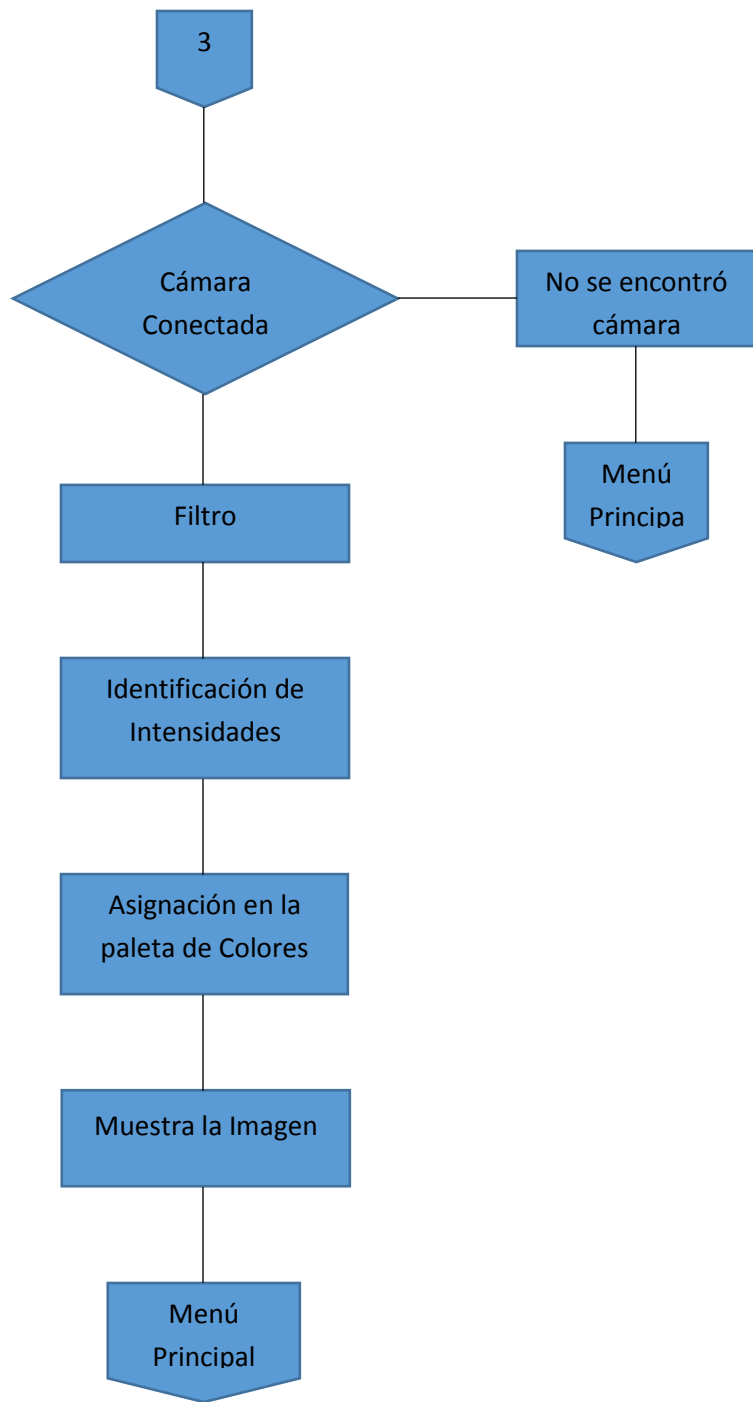 3
Cámara
Conectada
No se encontró
cámara
Menú
Principa
Filtro
Identificación de
Intensidades
Asignación en la
paleta de Colores
Muestra la Imagen
Menú
Principal